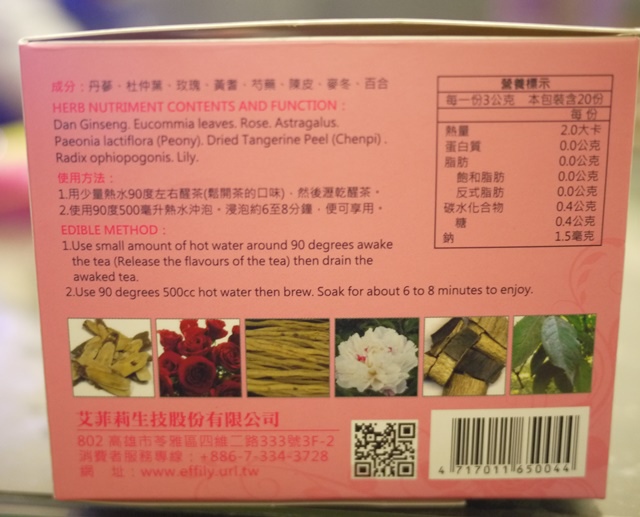 成分：丹蔘、杜仲葉、玫瑰、黃耆、芍藥、陳皮、麥冬、百合
HERB NUTRIMENT CONTENTS AND FUNCTION：
Dan Ginseng. Eucommia leaves. Rose. Astragalus.
Paeonia lactiflora (Peony). Dried Tangerine Peel (Chenpi) .
Radix ophiopogonis. Lily.
使用方法：
1.用少量熱水90度左右醒茶(鬆開茶的口味)，然後瀝乾醒茶。
2.使用90度500毫升熱水沖泡。浸泡約6至8分鐘，便可享用。
EDIBLE METHOD：
1.Use small amount of hot water around 90 degrees awake
the tea (Release the flavours of the tea) then drain the
awaked tea.
2.Use 90 degrees 500cc hot water then brew. Soak for about 6 to 8 minutes to enjoy.
營養標示
每一份3公克 本包裝含20份
每 份
熱量 2.0大卡
蛋白質 0.0公克
脂肪 0.0公克
飽和脂肪 0.0公克
反式脂肪 0.0公克
碳水化合物 0.4公克
糖 0.4公克
鈉 1.5毫克
艾菲莉生技股份有限公司
802 高雄市苓雅區四維二路333號3F-2
消費者服務專線：+886-7-334-3728
網 址：www.effily.url.tw
4 717011 650044